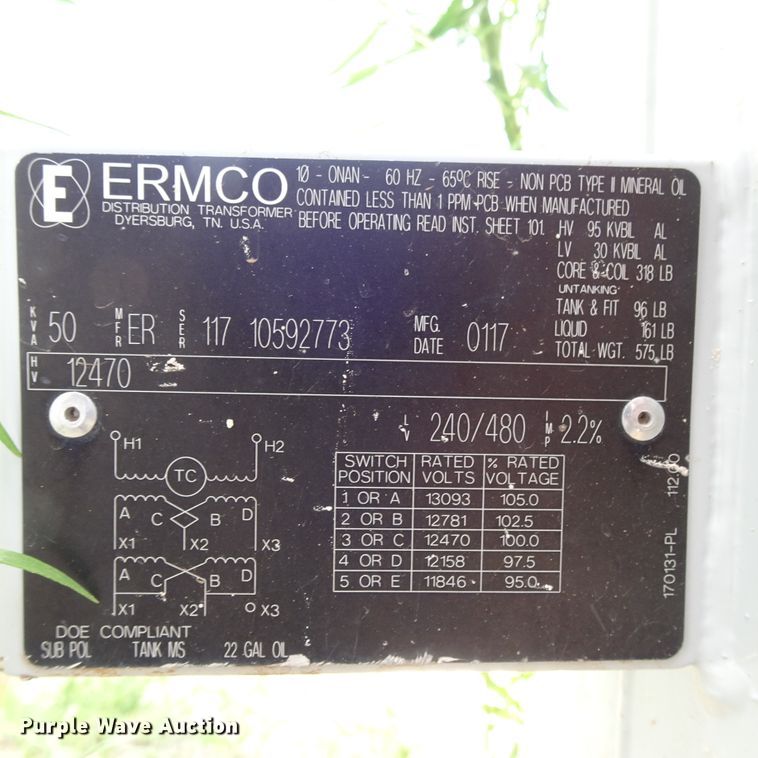 E ERMCO
DISTRIBUTION TRANSFORMER
DYERSBURG, TN. U.S.A.
1Ø - ONAN - 60 HZ - 65ºC RISE - NON PCB TYPE II MINERAL OIL
CONTAINED LESS THAN 1 PPM PCB WHEN MANUFACTURED
BEFORE OPERATING READ INST. SHEET 101.
HV 95 KVBIL AL
LV 30 KVBIL AL
CORE & COIL 318 LB
UNTANKING
TANK & FIT 96 LB
LIQUID 161 LB
TOTAL WGT. 575 LB
KVA 50 MFR ER SER 117 10592773 MFG. DATE 0117
HV 12470
LV 240/480 IMP 2.2%
H1 H2
TC
A C B D
X1 X2 X3
A C B D
X1 X2 X3
SWITCH POSITION RATED VOLTS % RATED VOLTAGE
1 OR A 13093 105.0
2 OR B 12781 102.5
3 OR C 12470 100.0
4 OR D 12158 97.5
5 OR E 11846 95.0
170131-PL
DOE COMPLIANT
SUB POL TANK MS 22 GAL OIL
Purple Wave Auction